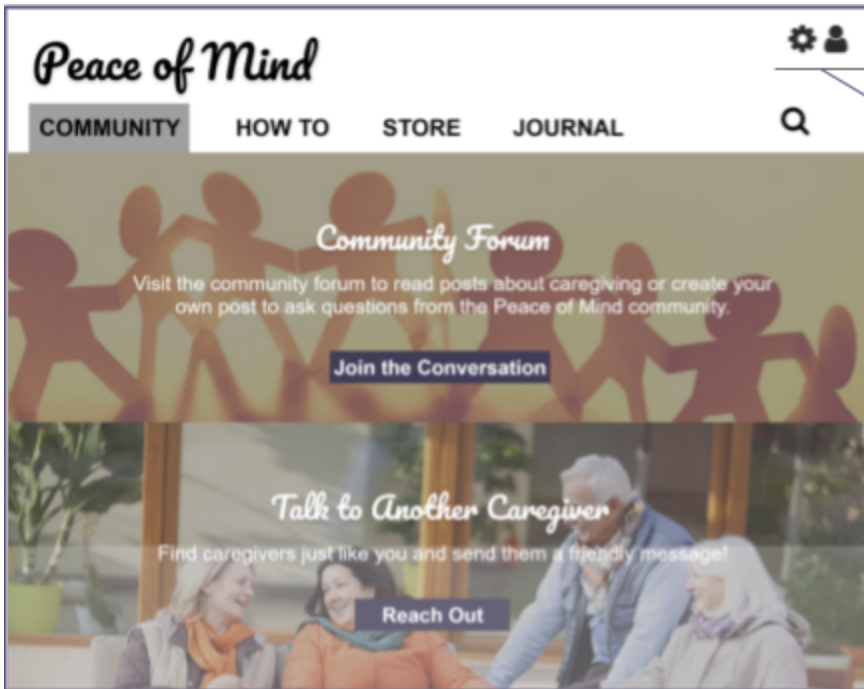 Peace of Mind
COMMUNITY HOW TO STORE JOURNAL
Community Forum
Visit the community forum to read posts about caregiving or create your
own post to ask questions from the Peace of Mind community.
Join the Conversation
Talk to Another Caregiver
Find caregivers just like you and send them a friendly message!
Reach Out